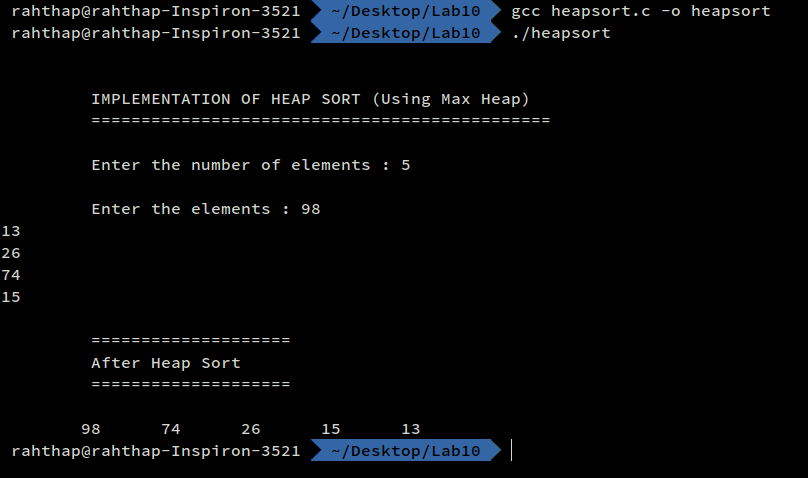 rahthap@rahthap-Inspiron-3521 ~/Desktop/Lab10 gcc heapsort.c -o heapsort
rahthap@rahthap-Inspiron-3521 ~/Desktop/Lab10 ./heapsort
IMPLEMENTATION OF HEAP SORT (Using Max Heap)
==============================================
Enter the number of elements : 5
Enter the elements : 98
13
26
74
15
====================
After Heap Sort
====================
98 74 26 15 13
rahthap@rahthap-Inspiron-3521 ~/Desktop/Lab10